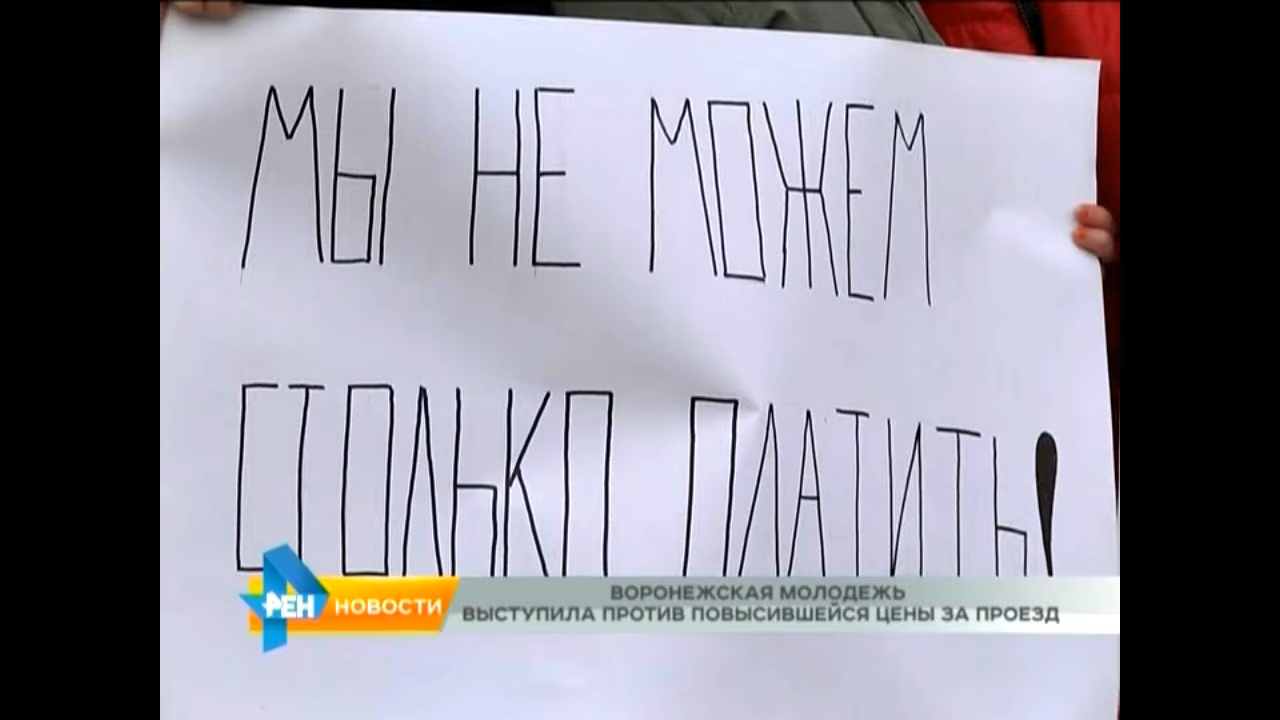 МЫ НЕ МОЖЕМ
СТОЛЬКО ПЛАТИТЬ!
РЕН НОВОСТИ
ВОРОНЕЖСКАЯ МОЛОДЕЖЬ
ВЫСТУПИЛА ПРОТИВ ПОВЫСИВШЕЙСЯ ЦЕНЫ ЗА ПРОЕЗД